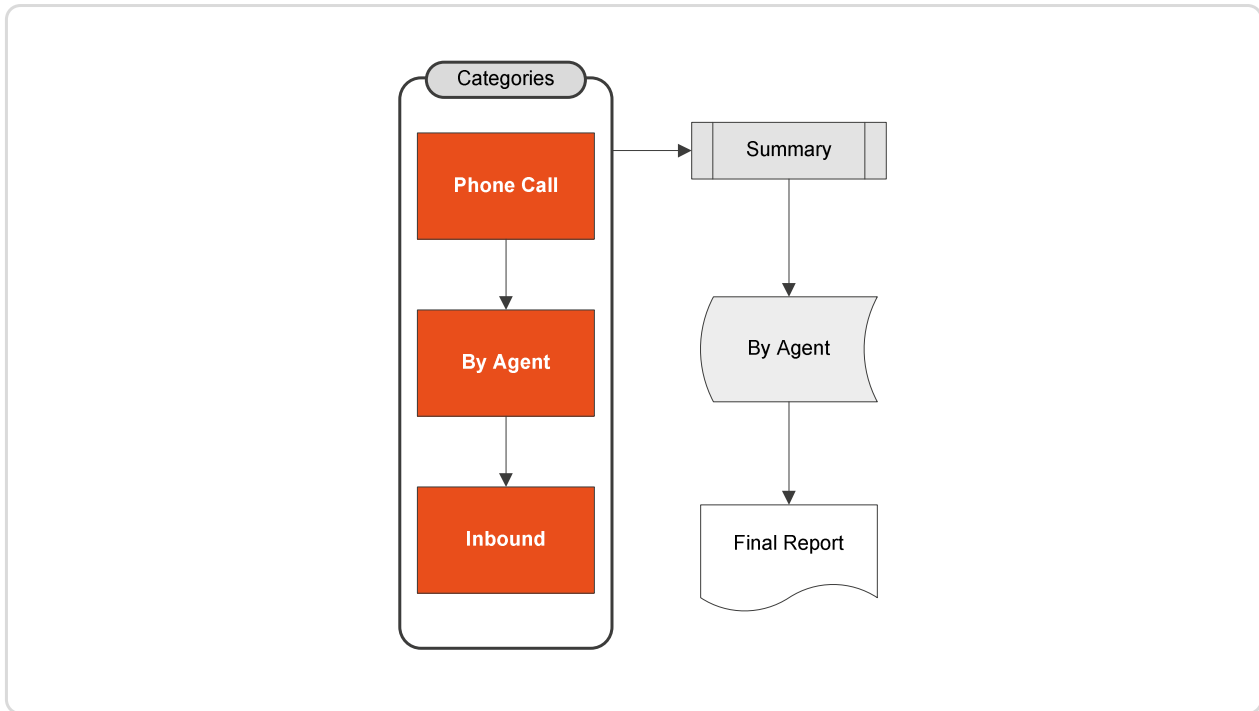 Categories
Phone Call
By Agent
Inbound
Summary
By Agent
Final Report